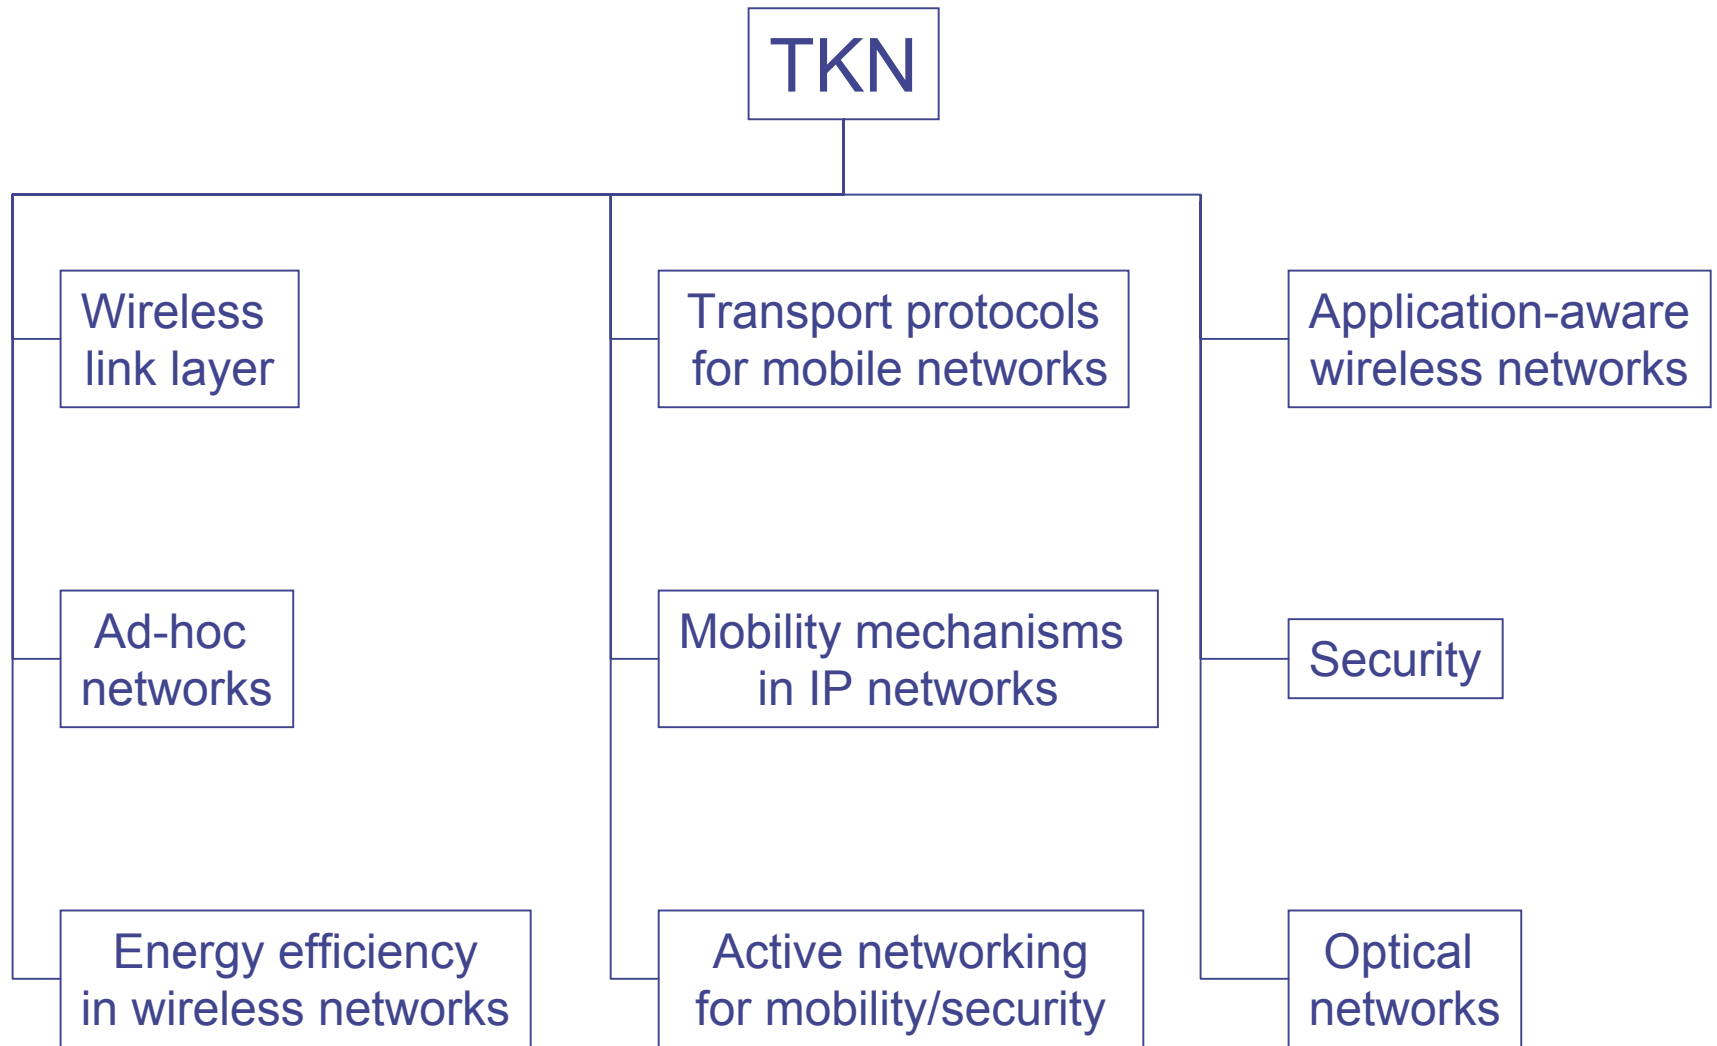 TKN
Wireless
link layer
Transport protocols
for mobile networks
Application-aware
wireless networks
Ad-hoc
networks
Mobility mechanisms
in IP networks
Security
Energy efficiency
in wireless networks
Active networking
for mobility/security
Optical
networks